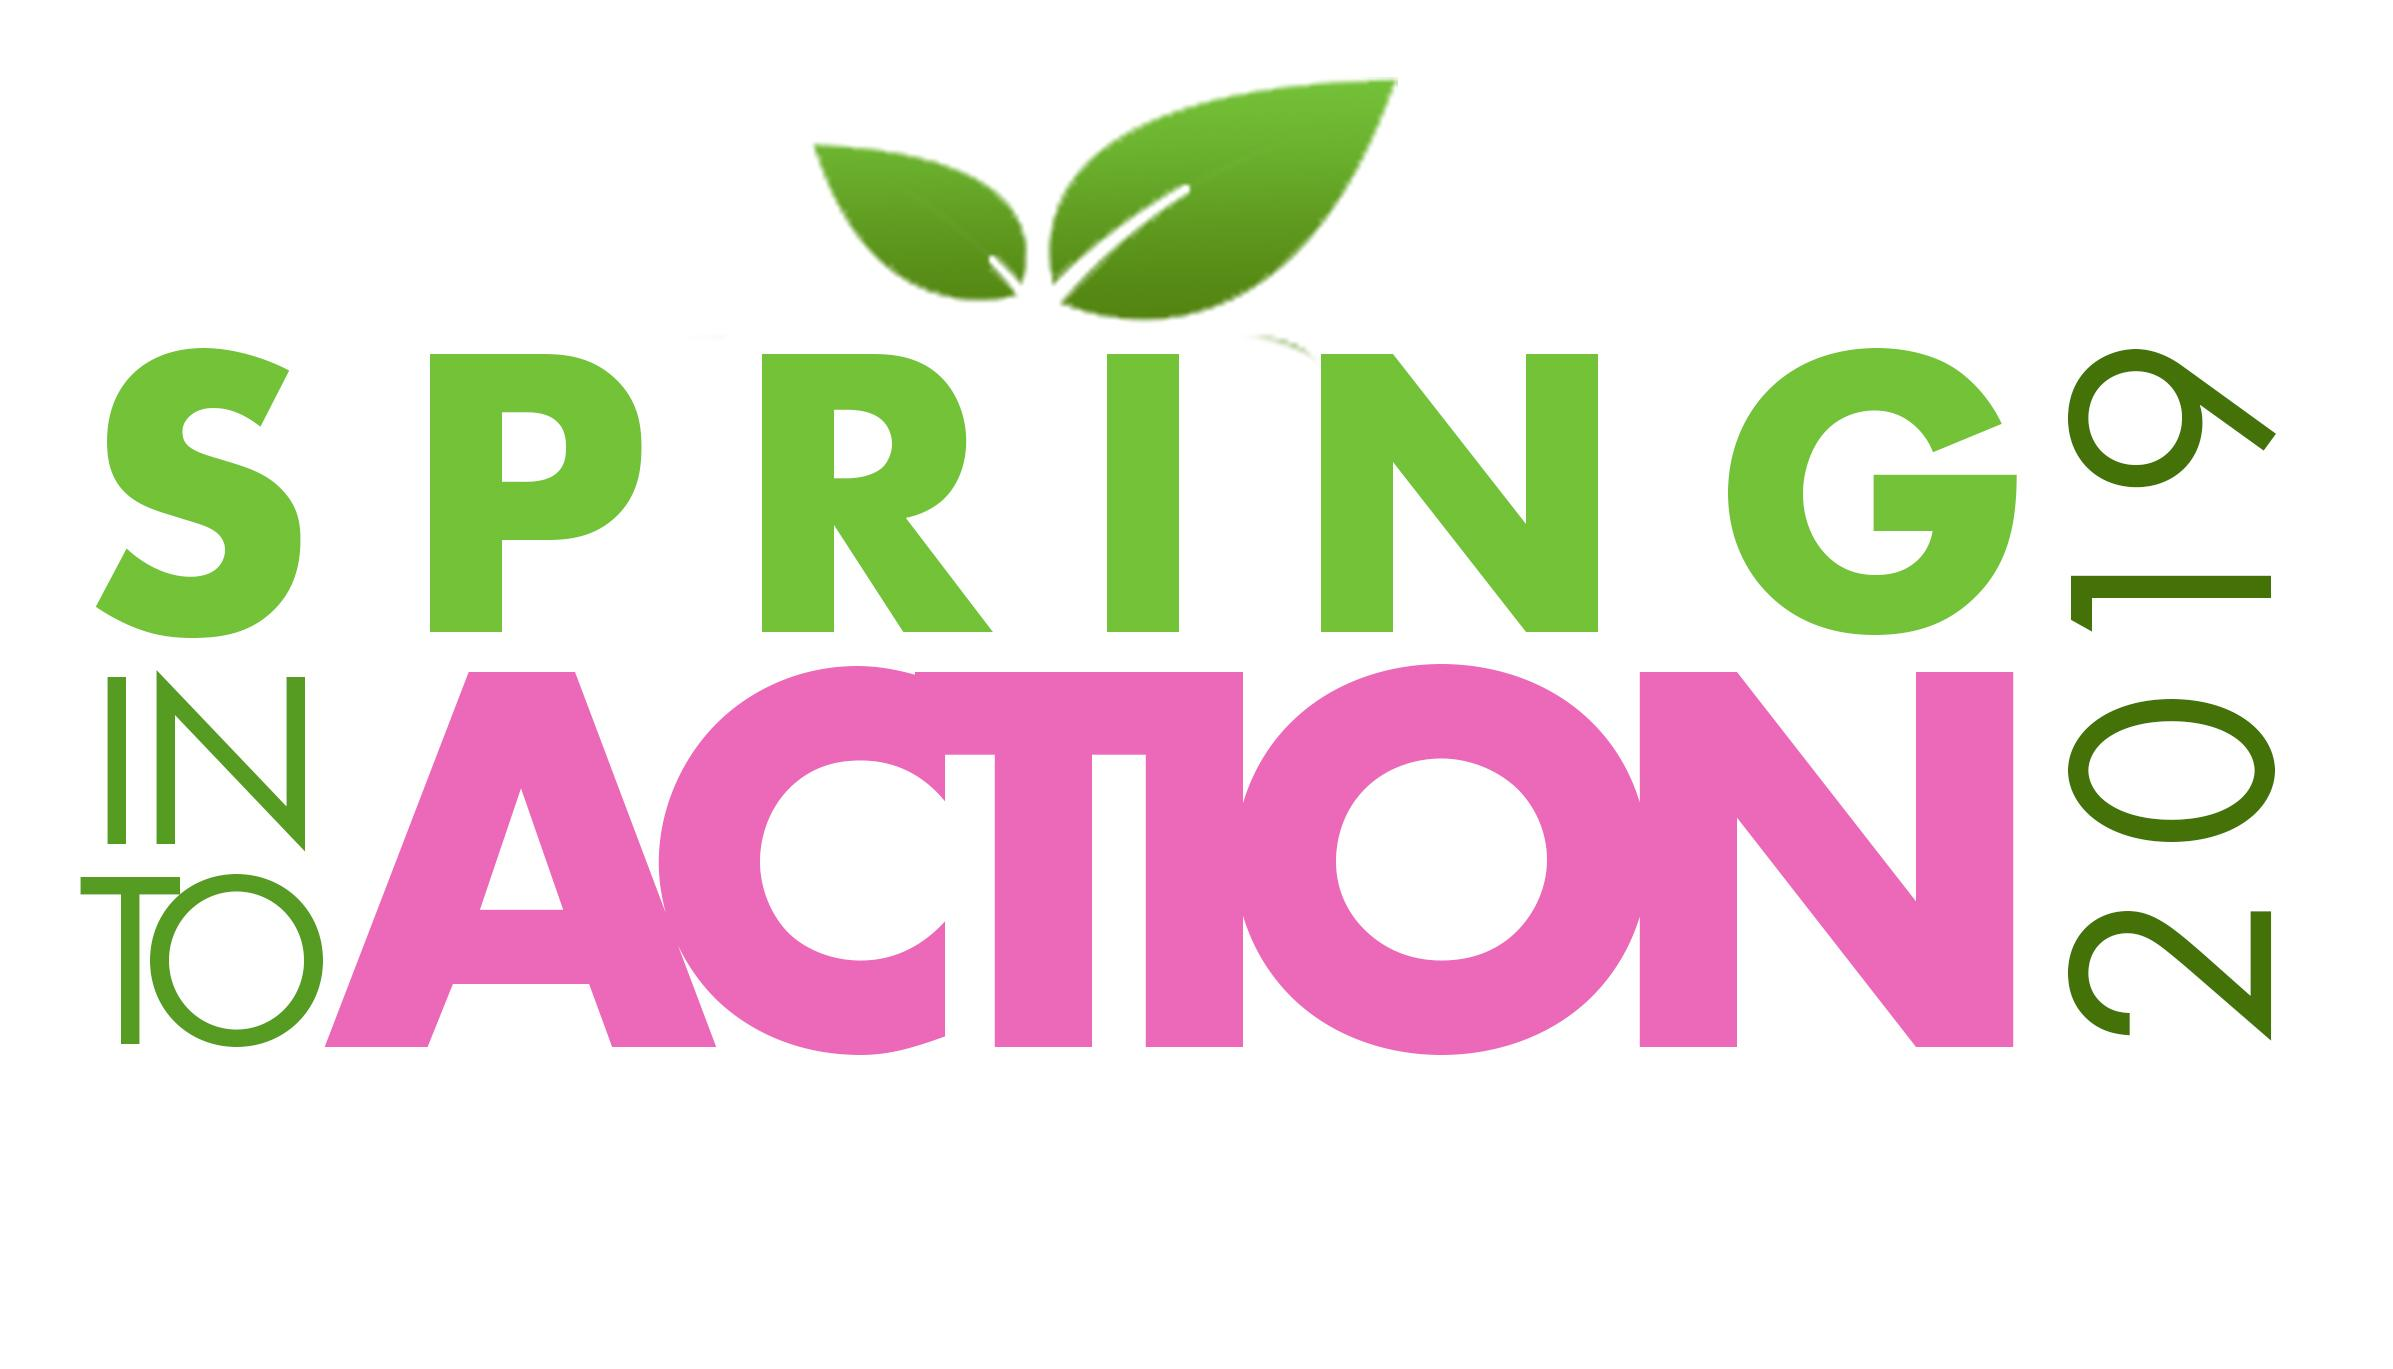 SPRING
IN
TO
ACTION
2019